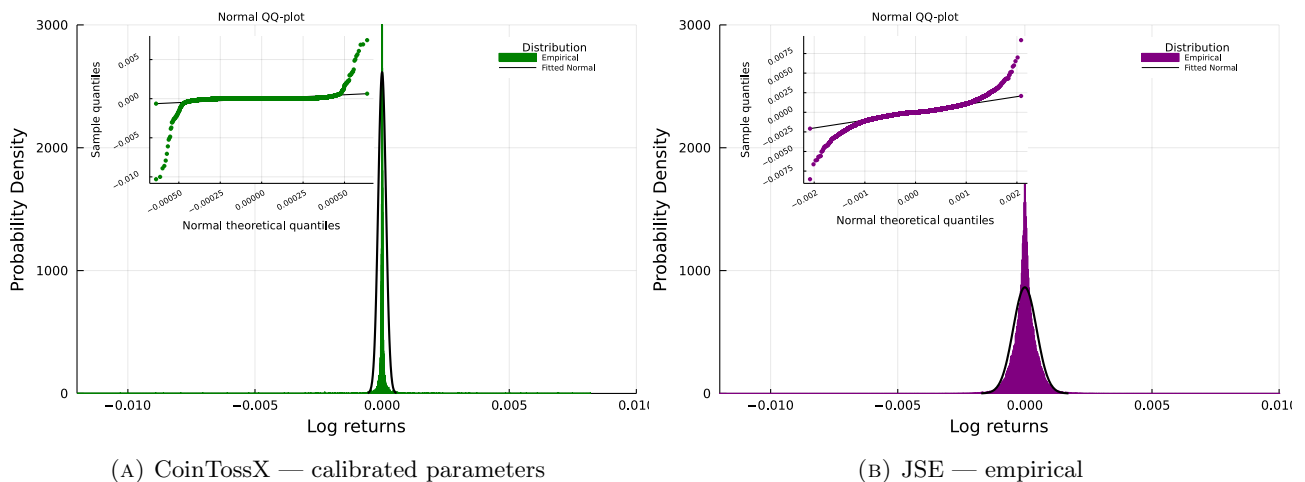 Normal QQ-plot
3000
2000
1000
0
Probability Density
−0.010
−0.005
0.000
0.005
0.010
Log returns
Distribution
Empirical
Fitted Normal
Sample quantiles
0.005
0.000
−0.005
−0.010
−0.00050
−0.00025
0.00000
0.00025
0.00050
Normal theoretical quantiles
(A) CoinTossX — calibrated parameters
Normal QQ-plot
3000
2000
1000
0
Probability Density
−0.010
−0.005
0.000
0.005
0.010
Log returns
Distribution
Empirical
Fitted Normal
Sample quantiles
0.0075
0.0050
0.0025
0.0000
−0.0025
−0.0050
−0.0075
−0.002
−0.001
0.000
0.001
0.002
Normal theoretical quantiles
(B) JSE — empirical